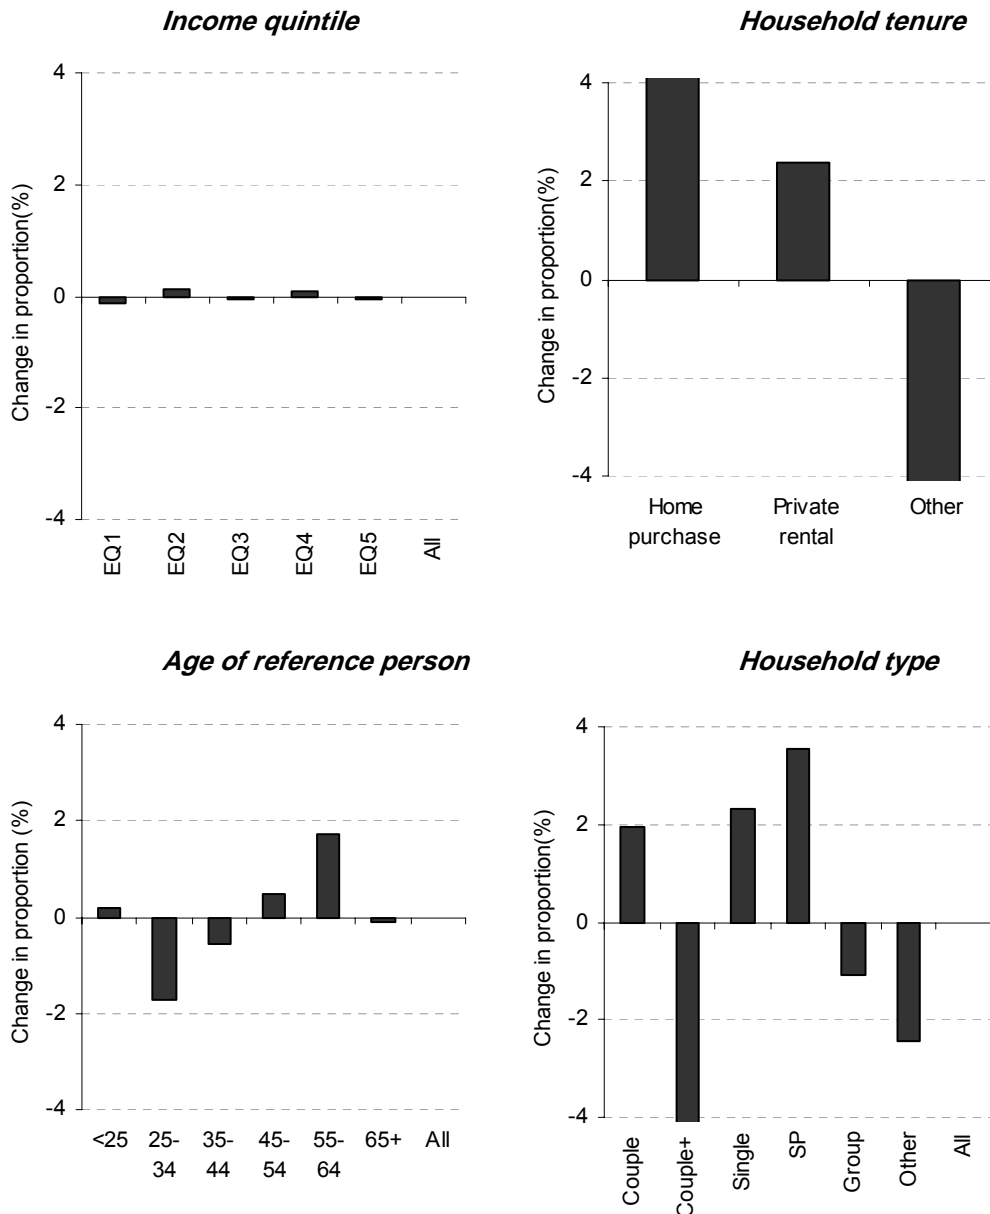 Income quintile
4
2
0
-2
-4
Change in proportion(%)
EQ1
EQ2
EQ3
EQ4
EQ5
All
Household tenure
4
2
0
-2
-4
Change in proportion(%)
Home
purchase
Private
rental
Other
Age of reference person
4
2
0
-2
-4
Change in proportion (%)
<25 25- 35- 45- 55- 65+ All
34 44 54 64
Household type
4
2
0
-2
-4
Change in proportion(%)
Couple
Couple+
Single
SP
Group
Other
All